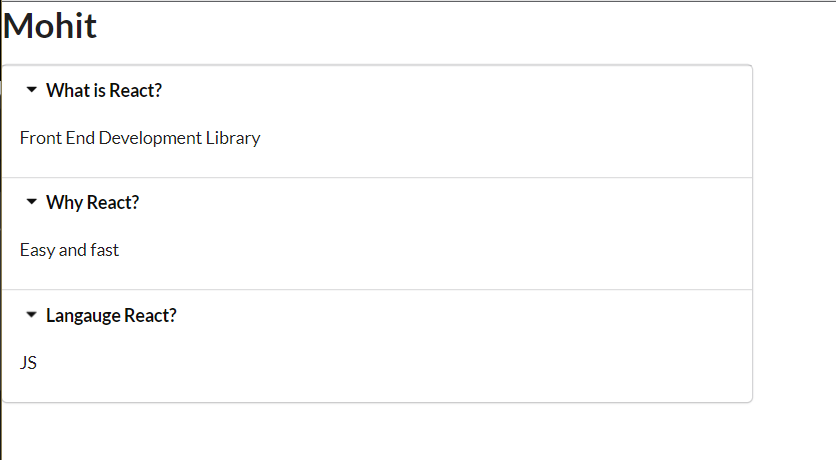 Mohit
What is React?
Front End Development Library
Why React?
Easy and fast
Langauge React?
JS